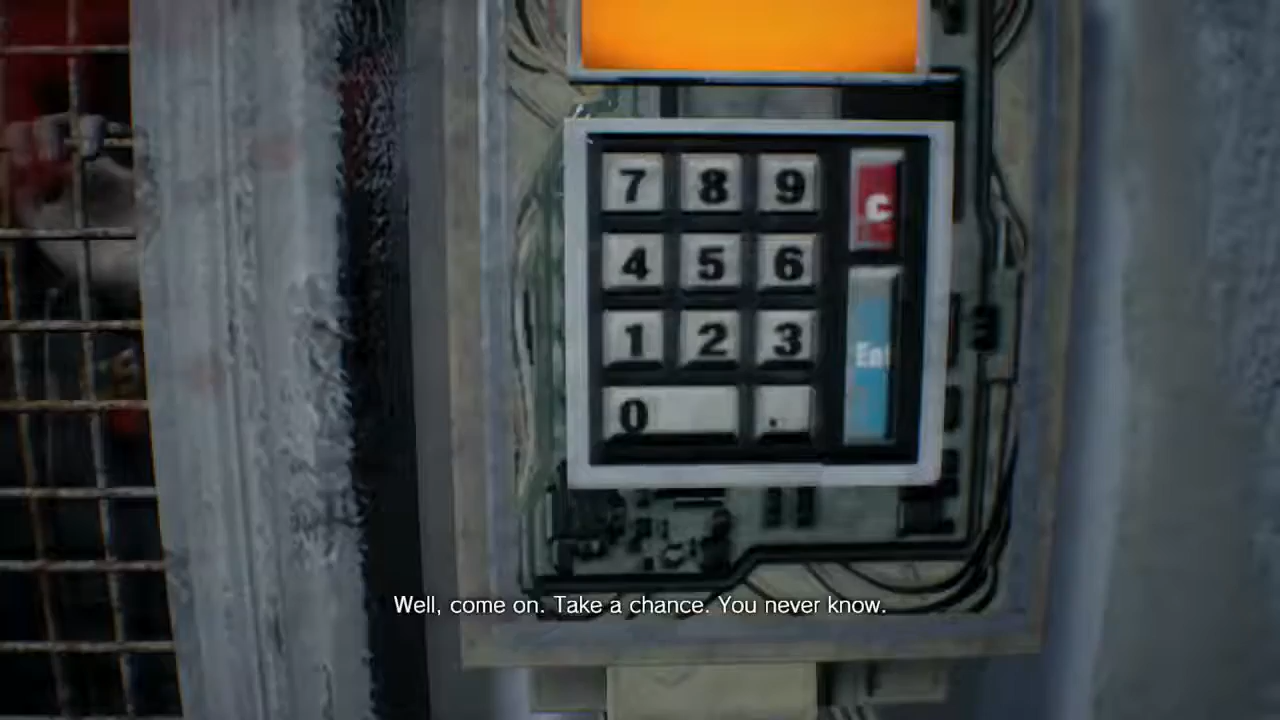 7 8 9 C
4 5 6
1 2 3 Ent
0 .
Well, come on. Take a chance. You never know.